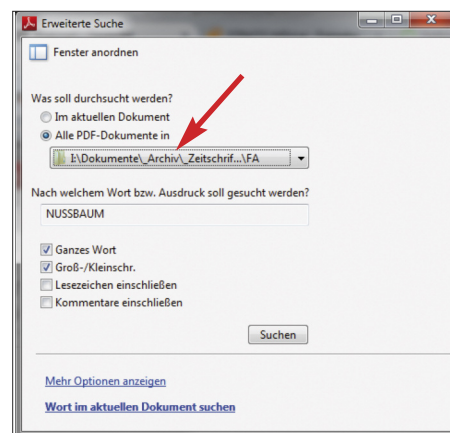 Erweiterte Suche
Fenster anordnen
Was soll durchsucht werden?
Im aktuellen Dokument
Alle PDF-Dokumente in
I:\Dokumente\_Archiv\_Zeitschrif...\FA
Nach welchem Wort bzw. Ausdruck soll gesucht werden?
NUSSBAUM
Ganzes Wort
Groß-/Kleinschr.
Lesezeichen einschließen
Kommentare einschließen
Suchen
Mehr Optionen anzeigen
Wort im aktuellen Dokument suchen